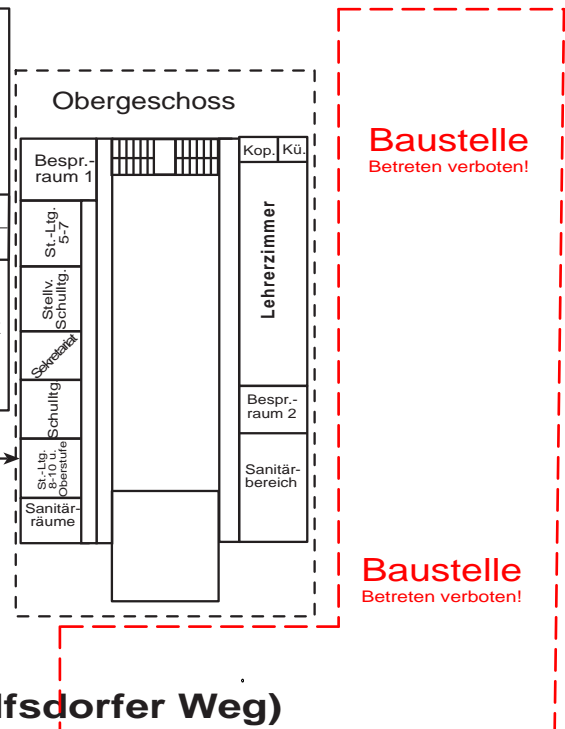 Obergeschoss
Bespr.-
raum 1
St.-Ltg.
5-7
Stellv.
Schulltg.
Sekretariat
Schulltg.
St.-Ltg.
8-10 u.
Oberstufe
Sanitär-
räume
Kop.
Kü.
Lehrerzimmer
Bespr.-
raum 2
Sanitär-
bereich
Baustelle
Betreten verboten!
Baustelle
Betreten verboten!
lfsdorfer Weg)